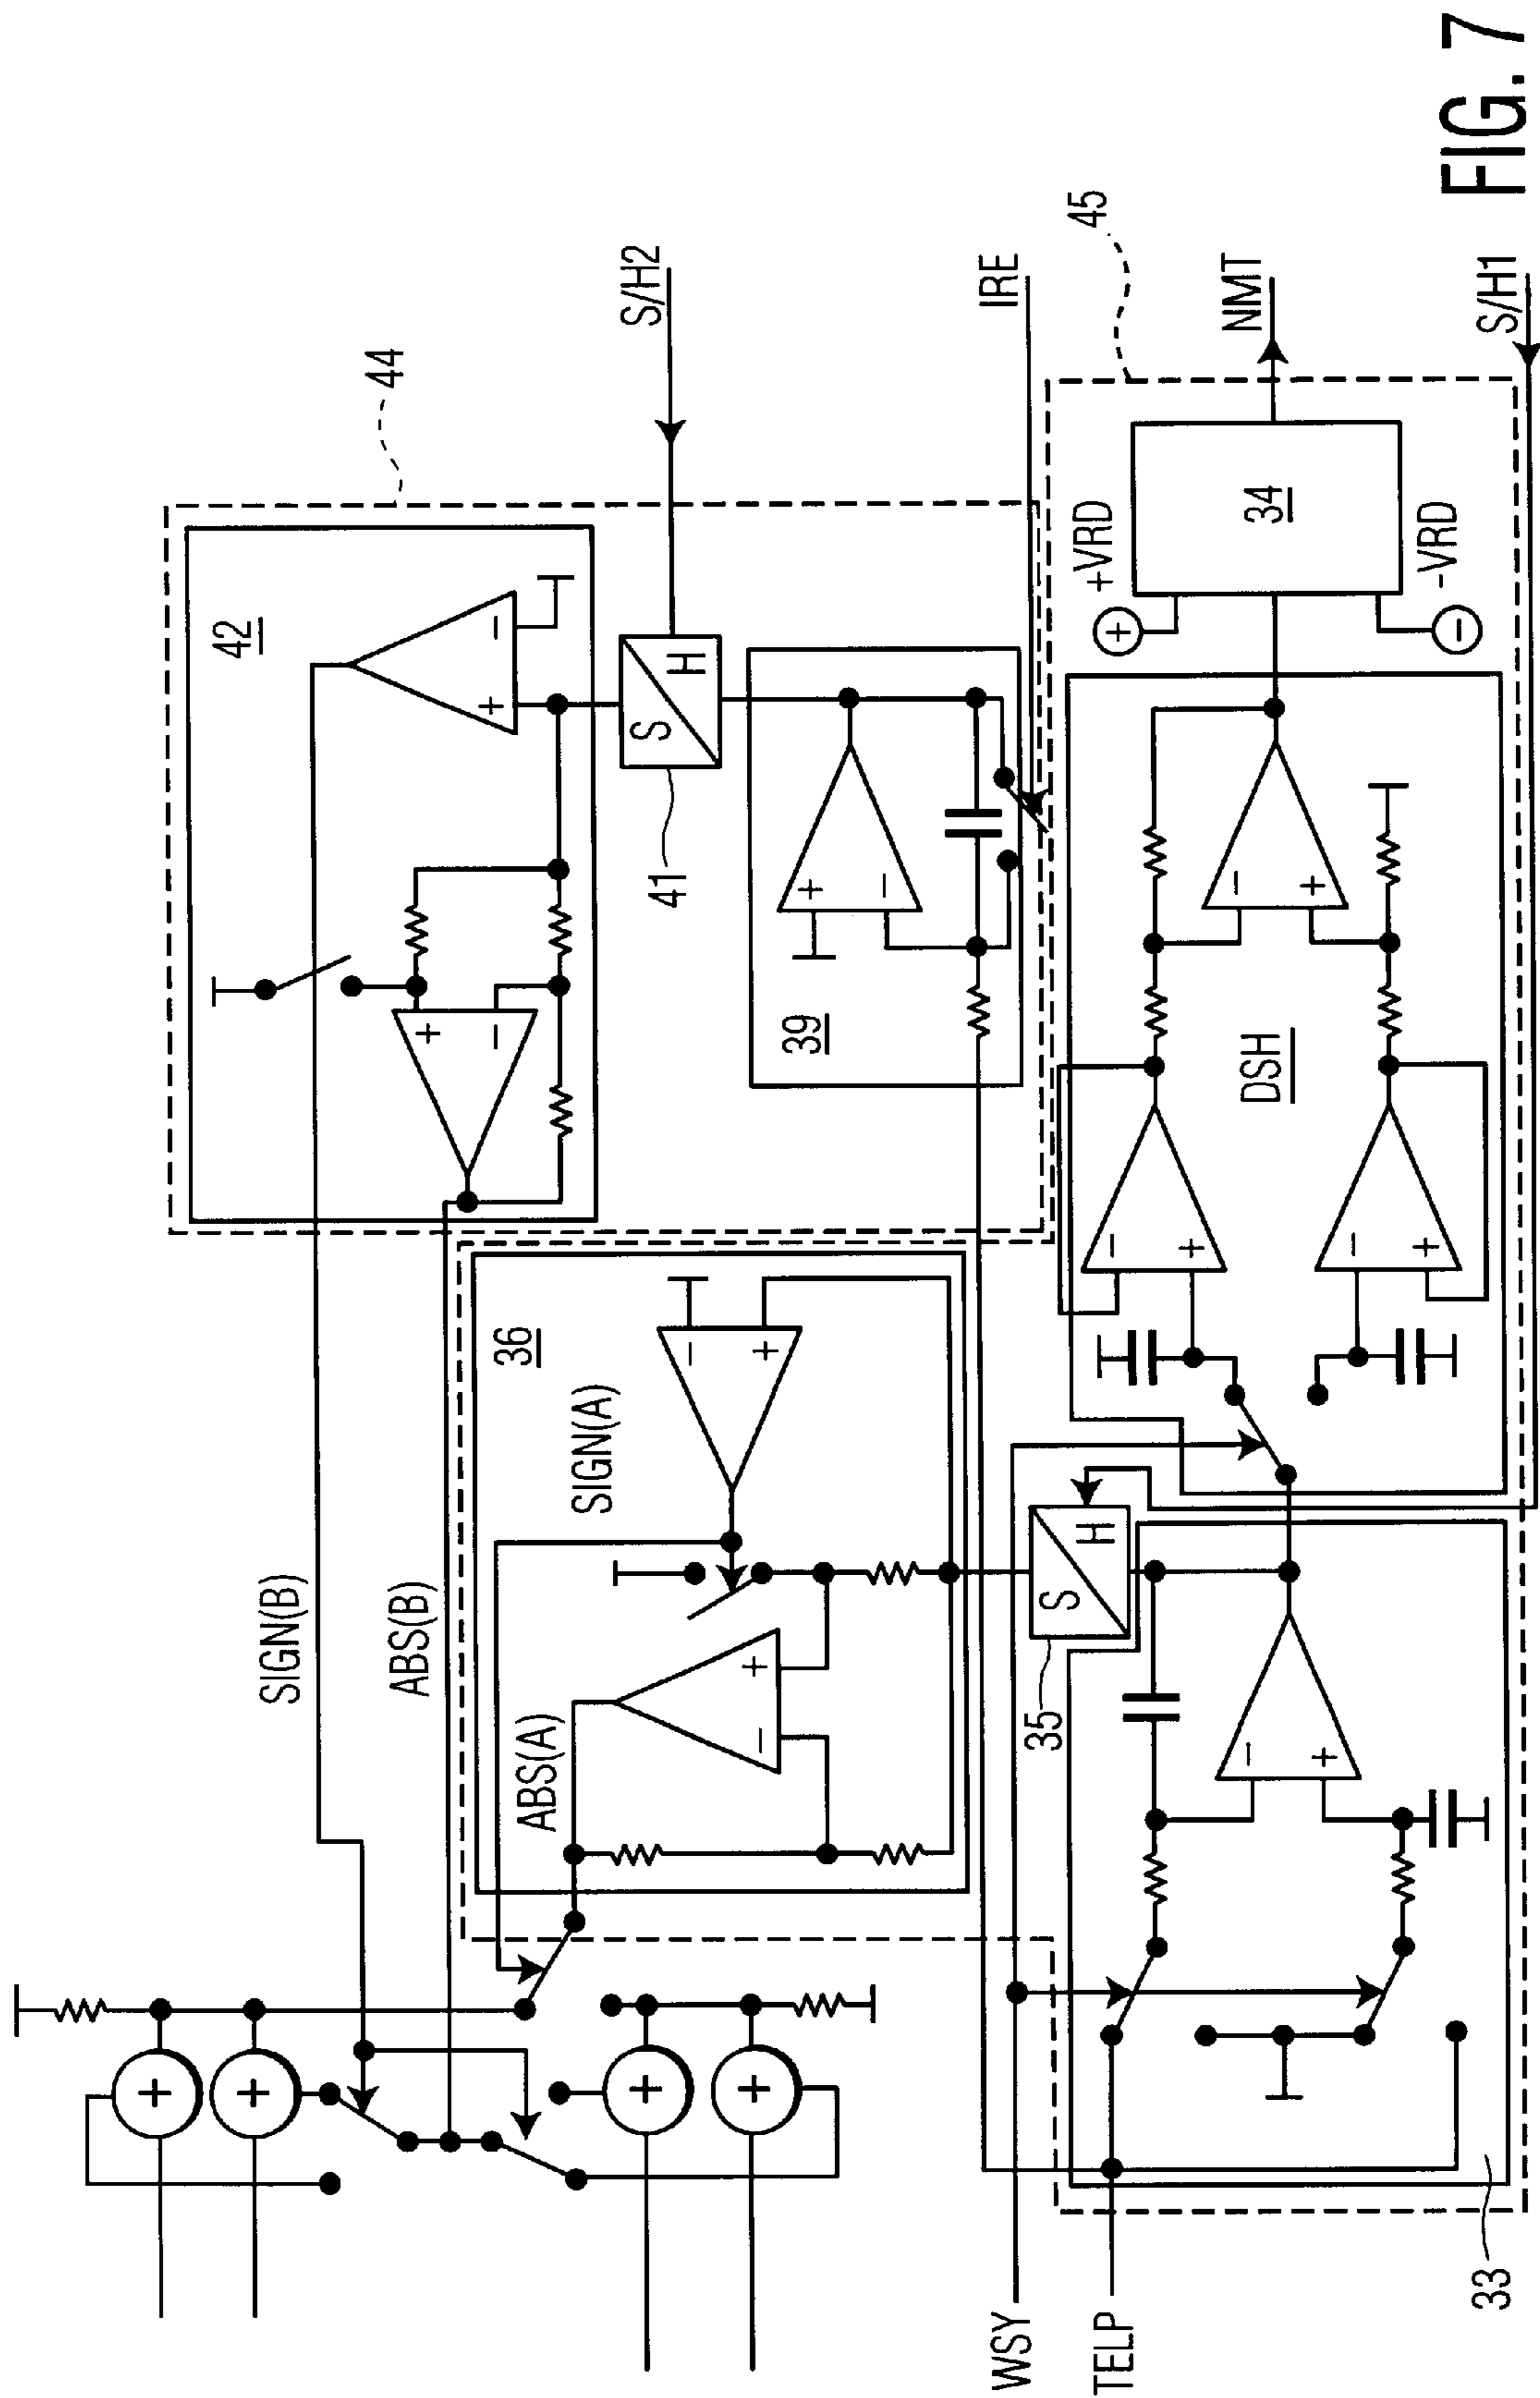 44
S/H2
42
S
H
41
39
IRE
SIGN(B)
ABS(B)
36
SIGN(A)
ABS(A)
35
S
H
WSY
TELP
33
DSH
+VRD
-VRD
34
45
NMT
S/H1
FIG. 7